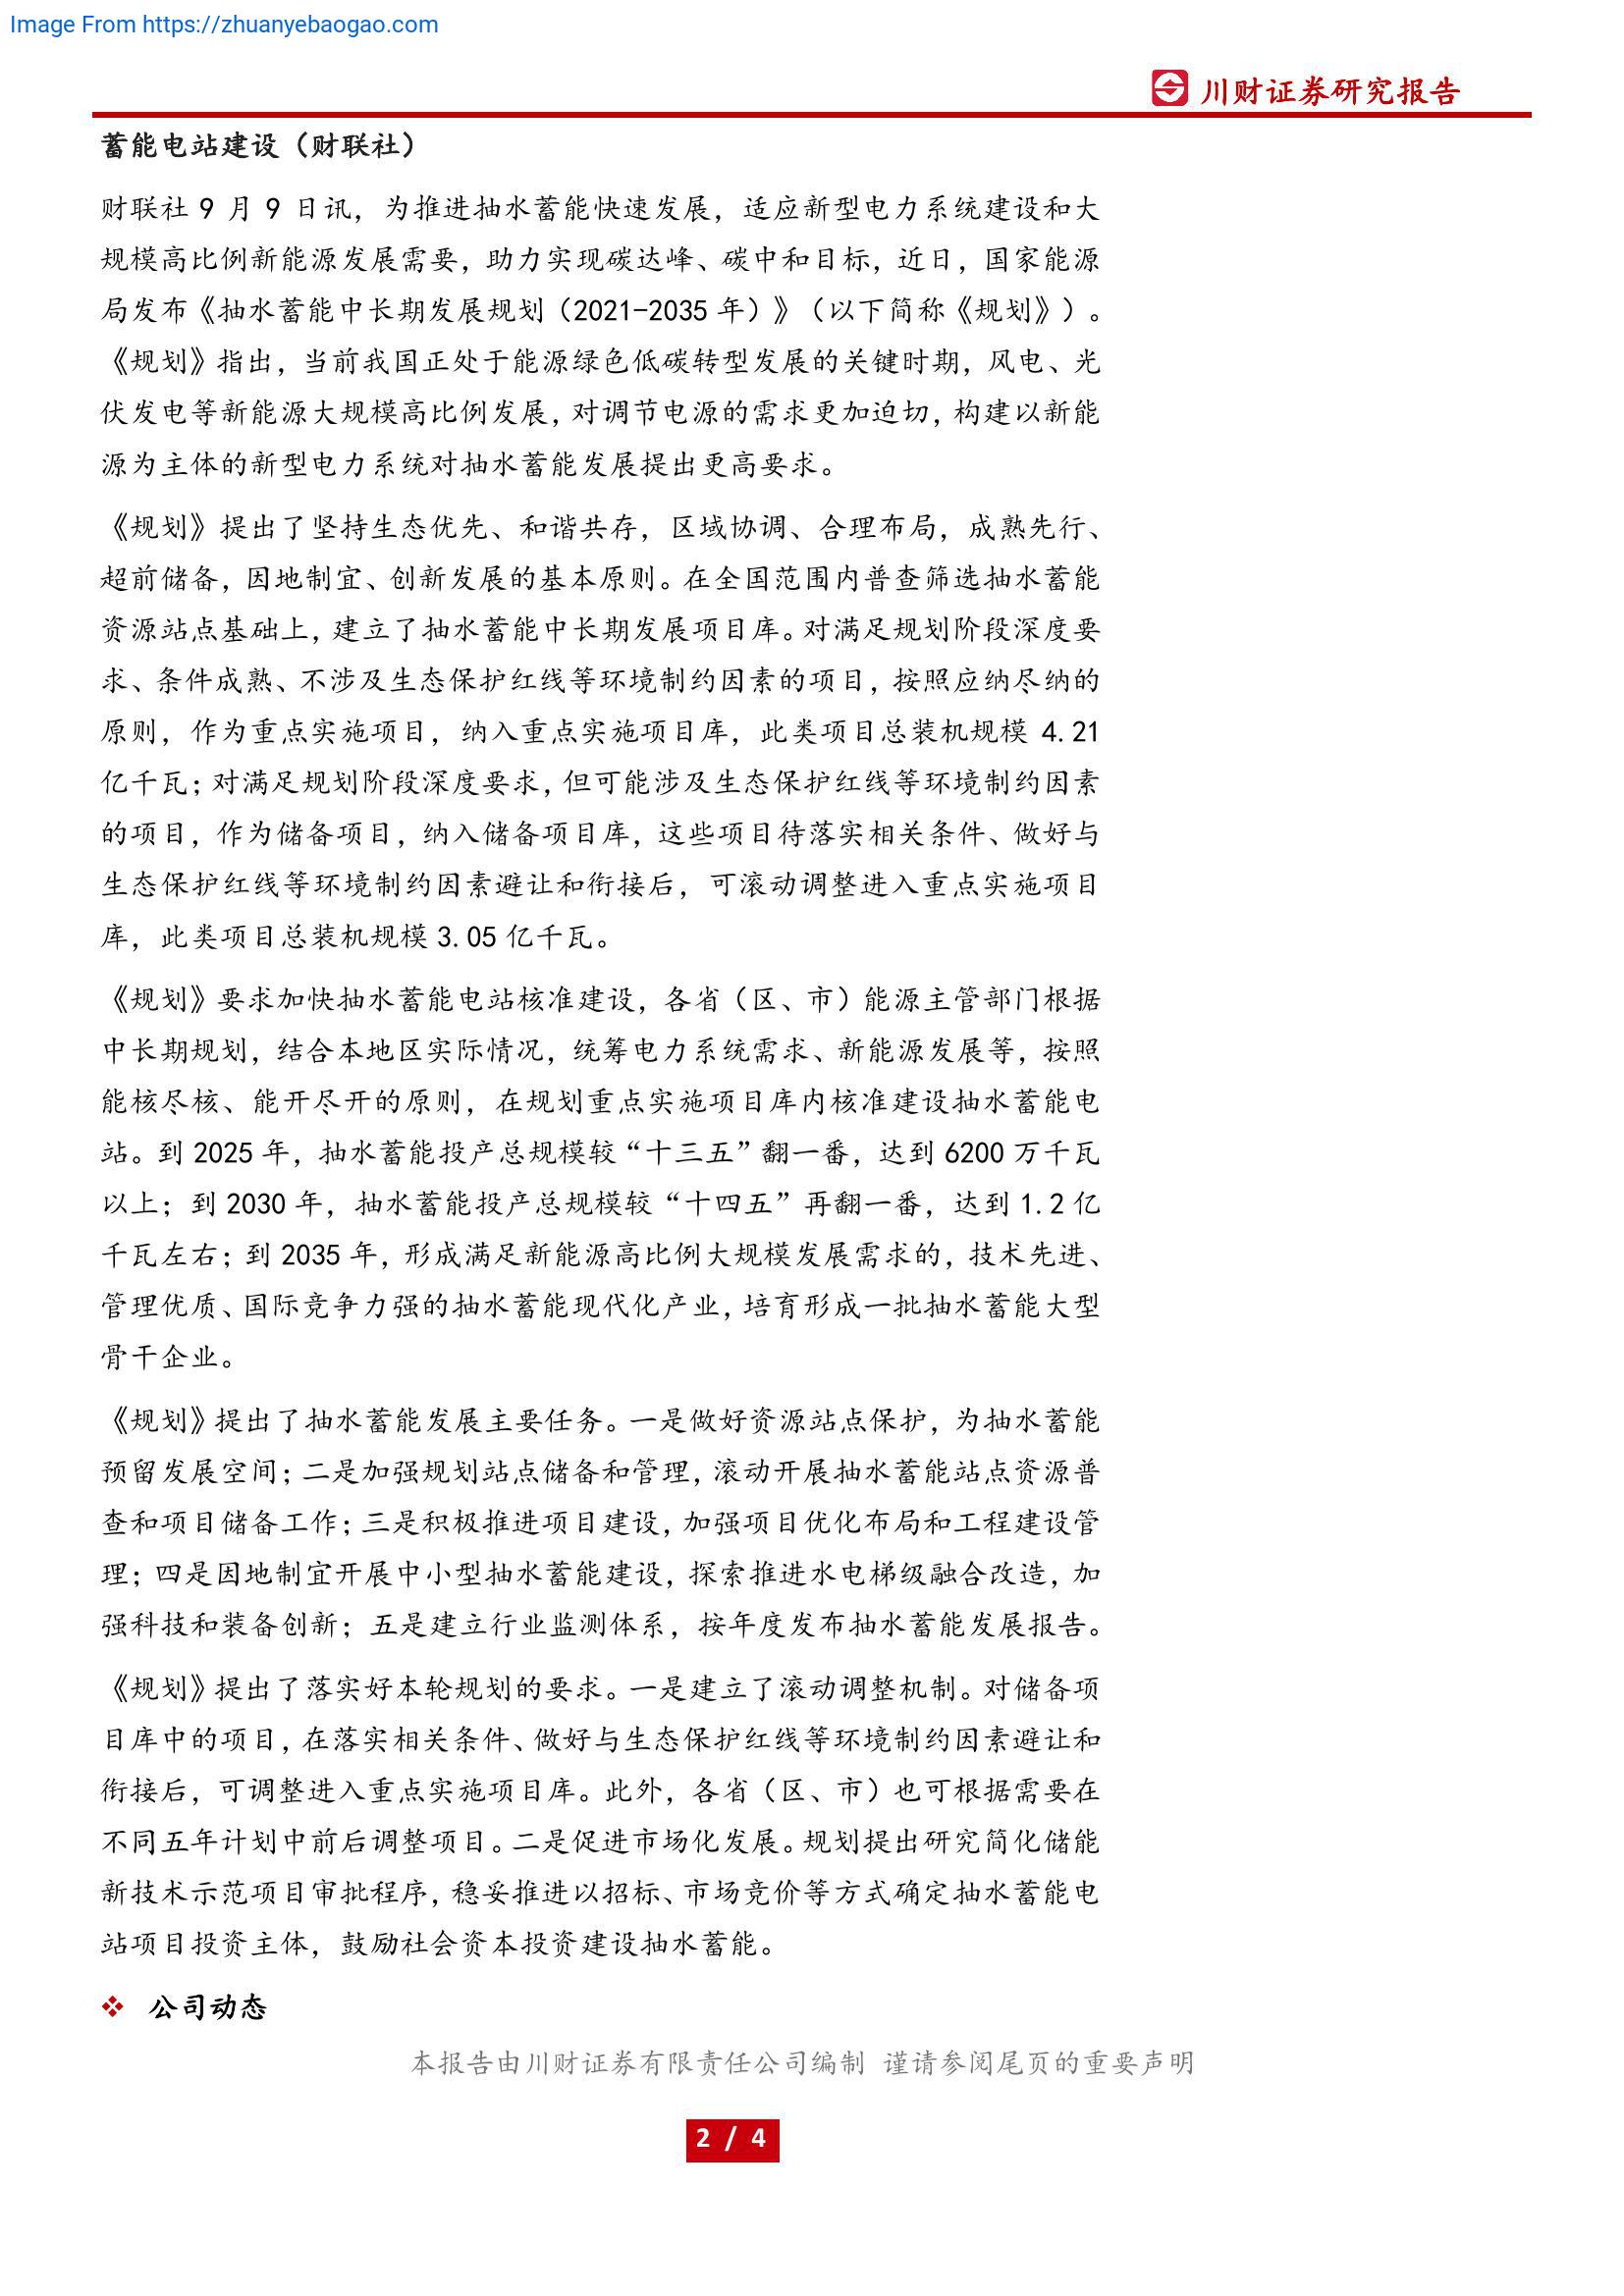 Image From https://zhuanyebaogao.com
川财证券研究报告
蓄能电站建设（财联社）
财联社 9 月 9 日讯，为推进抽水蓄能快速发展，适应新型电力系统建设和大
规模高比例新能源发展需要，助力实现碳达峰、碳中和目标，近日，国家能源
局发布《抽水蓄能中长期发展规划（2021-2035 年）》（以下简称《规划》）。
《规划》指出，当前我国正处于能源绿色低碳转型发展的关键时期，风电、光
伏发电等新能源大规模高比例发展，对调节电源的需求更加迫切，构建以新能
源为主体的新型电力系统对抽水蓄能发展提出更高要求。
《规划》提出了坚持生态优先、和谐共存，区域协调、合理布局，成熟先行、
超前储备，因地制宜、创新发展的基本原则。在全国范围内普查筛选抽水蓄能
资源站点基础上，建立了抽水蓄能中长期发展项目库。对满足规划阶段深度要
求、条件成熟、不涉及生态保护红线等环境制约因素的项目，按照应纳尽纳的
原则，作为重点实施项目，纳入重点实施项目库，此类项目总装机规模 4.21
亿千瓦；对满足规划阶段深度要求，但可能涉及生态保护红线等环境制约因素
的项目，作为储备项目，纳入储备项目库，这些项目待落实相关条件、做好与
生态保护红线等环境制约因素避让和衔接后，可滚动调整进入重点实施项目
库，此类项目总装机规模 3.05 亿千瓦。
《规划》要求加快抽水蓄能电站核准建设，各省（区、市）能源主管部门根据
中长期规划，结合本地区实际情况，统筹电力系统需求、新能源发展等，按照
能核尽核、能开尽开的原则，在规划重点实施项目库内核准建设抽水蓄能电
站。到 2025 年，抽水蓄能投产总规模较“十三五”翻一番，达到 6200 万千瓦
以上；到 2030 年，抽水蓄能投产总规模较“十四五”再翻一番，达到 1.2 亿
千瓦左右；到 2035 年，形成满足新能源高比例大规模发展需求的，技术先进、
管理优质、国际竞争力强的抽水蓄能现代化产业，培育形成一批抽水蓄能大型
骨干企业。
《规划》提出了抽水蓄能发展主要任务。一是做好资源站点保护，为抽水蓄能
预留发展空间；二是加强规划站点储备和管理，滚动开展抽水蓄能站点资源普
查和项目储备工作；三是积极推进项目建设，加强项目优化布局和工程建设管
理；四是因地制宜开展中小型抽水蓄能建设，探索推进水电梯级融合改造，加
强科技和装备创新；五是建立行业监测体系，按年度发布抽水蓄能发展报告。
《规划》提出了落实好本轮规划的要求。一是建立了滚动调整机制。对储备项
目库中的项目，在落实相关条件、做好与生态保护红线等环境制约因素避让和
衔接后，可调整进入重点实施项目库。此外，各省（区、市）也可根据需要在
不同五年计划中前后调整项目。二是促进市场化发展。规划提出研究简化储能
新技术示范项目审批程序，稳妥推进以招标、市场竞价等方式确定抽水蓄能电
站项目投资主体，鼓励社会资本投资建设抽水蓄能。
❖ 公司动态
本报告由川财证券有限责任公司编制 谨请参阅尾页的重要声明
2 / 4